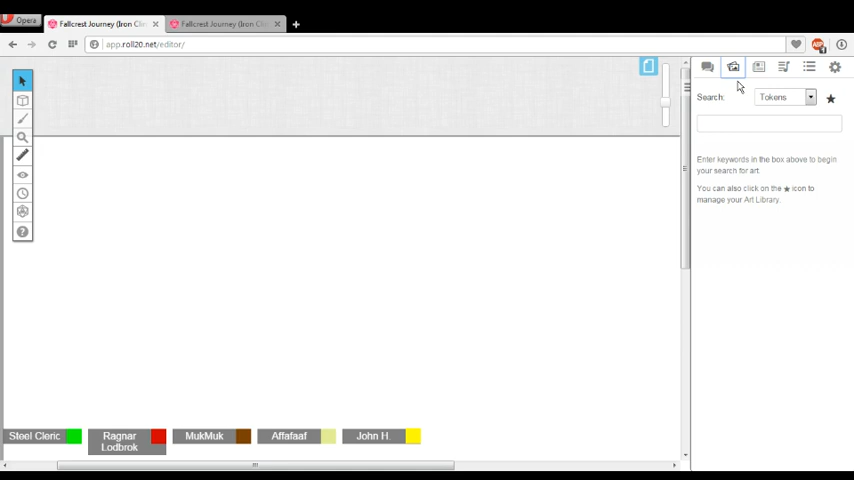 Opera
Fallcrest Journey (Iron Cli
Fallcrest Journey (Iron Cli
app.roll20.net/editor/
ABP
Search:
Tokens
Enter keywords in the box above to begin
your search for art.
You can also click on the ★ icon to
manage your Art Library.
Steel Cleric
Ragnar
Lodbrok
MukMuk
Affafaaf
John H.